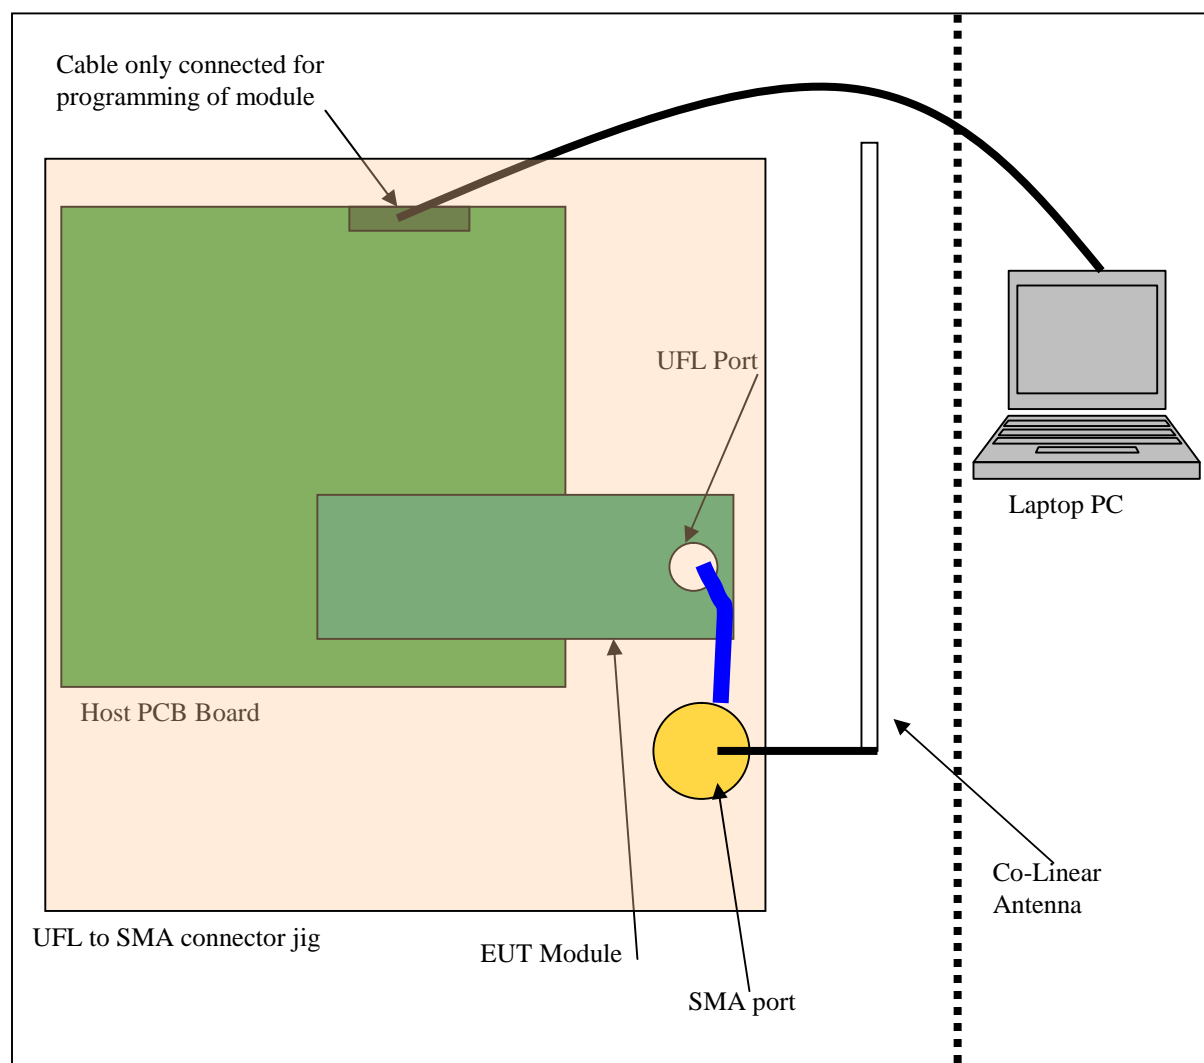 Cable only connected for
programming of module
UFL Port
Laptop PC
Host PCB Board
Co-Linear
Antenna
UFL to SMA connector jig
EUT Module
SMA port